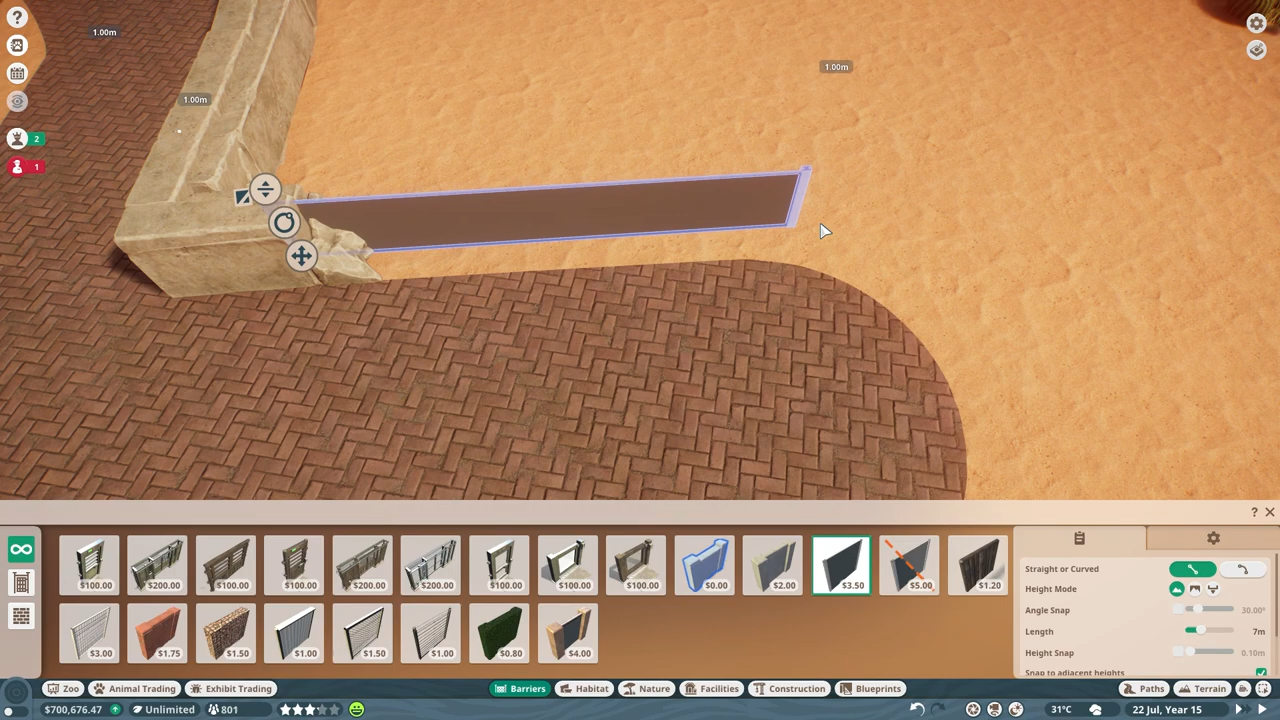 1.00m
1.00m
1.00m
2
1
? ×
$100.00 $200.00 $100.00 $100.00 $200.00 $200.00 $100.00 $100.00 $100.00 $0.00 $2.00 $3.50 $5.00 $1.20
$3.00 $1.75 $1.50 $1.00 $1.50 $1.00 $0.80 $4.00
Straight or Curved
Height Mode
Angle Snap 30.00°
Length 7m
Height Snap 0.10m
Snap to adjacent heights
Zoo Animal Trading Exhibit Trading Barriers Habitat Nature Facilities Construction Blueprints Paths Terrain
$700,676.47 Unlimited 801 31°C 22 Jul, Year 15